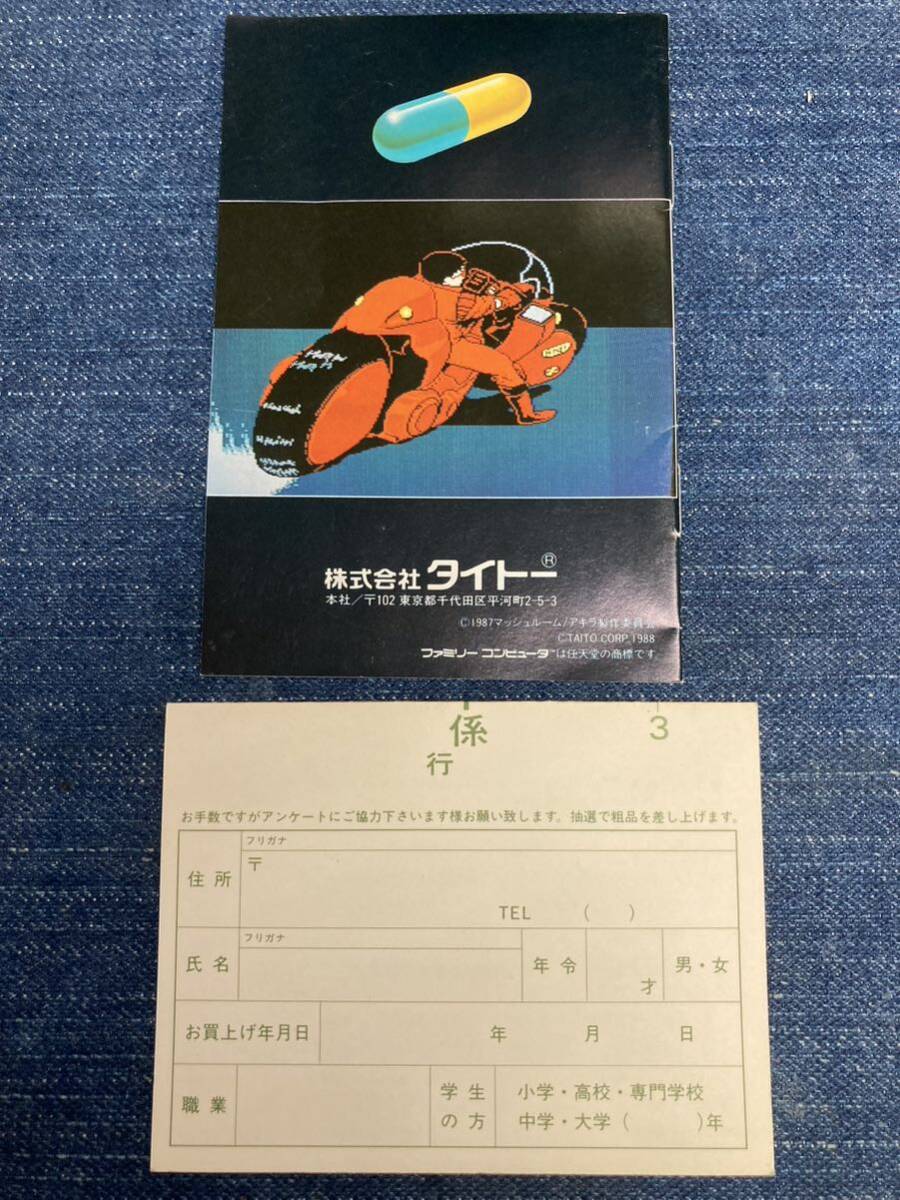 株式会社 タイトー®
本社/〒102 東京都千代田区平河町2-5-3
©1987マッシュルーム/アキラ製作委員会
©TAITO CORP.1988
ファミリーコンピュータ™は任天堂の商標です
係
3
行
お手数ですがアンケートにご協力下さいます様お願い致します。抽選で粗品を差し上げます。
フリガナ
住所
〒
TEL ( )
フリガナ
氏名
年令
才
男・女
お買上げ年月日
年 月 日
職業
学生の方
小学・高校・専門学校
中学・大学( )年